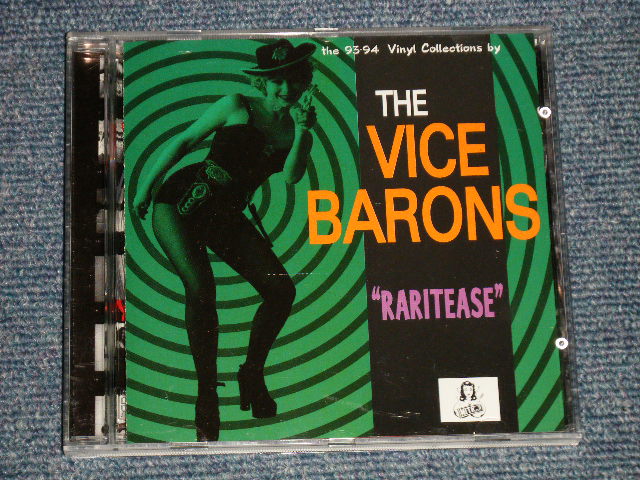 the 93-94 Vinyl Collections by
THE
VICE
BARONS
"RARITEASE"